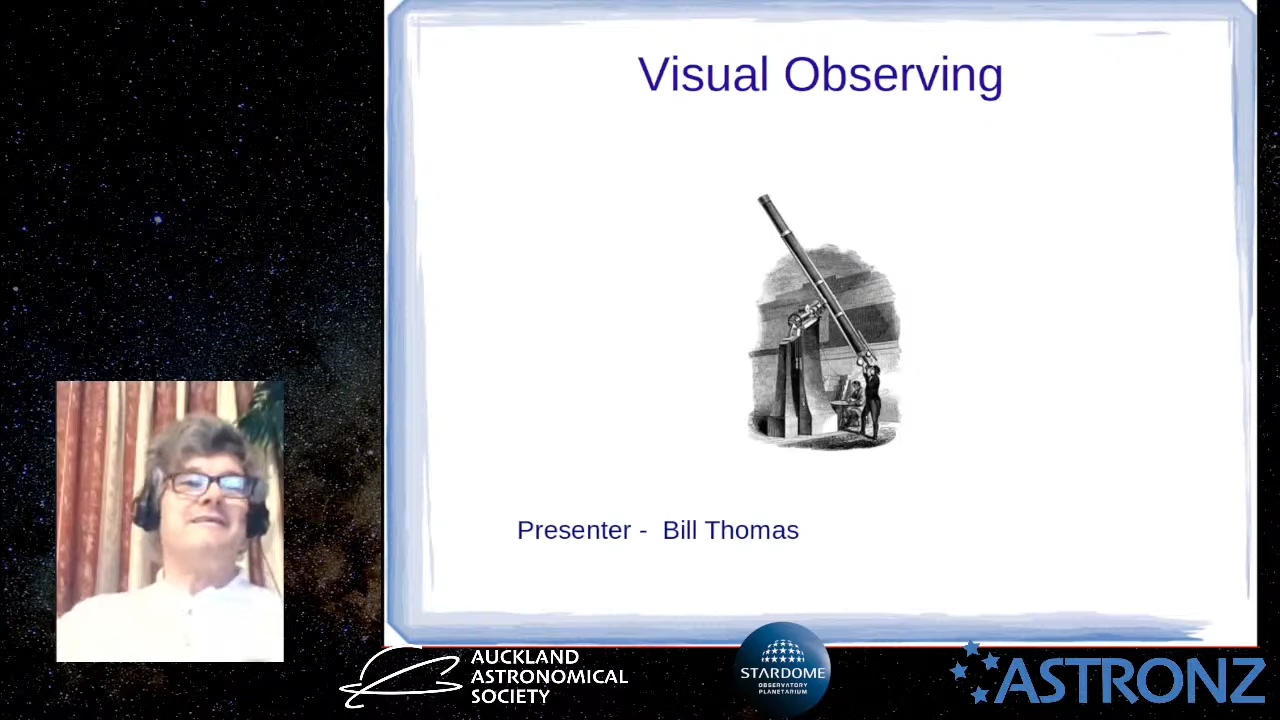 Visual Observing
Presenter - Bill Thomas
AUCKLAND
ASTRONOMICAL
SOCIETY
STARDOME
OBSERVATORY
PLANETARIUM
ASTRONZ